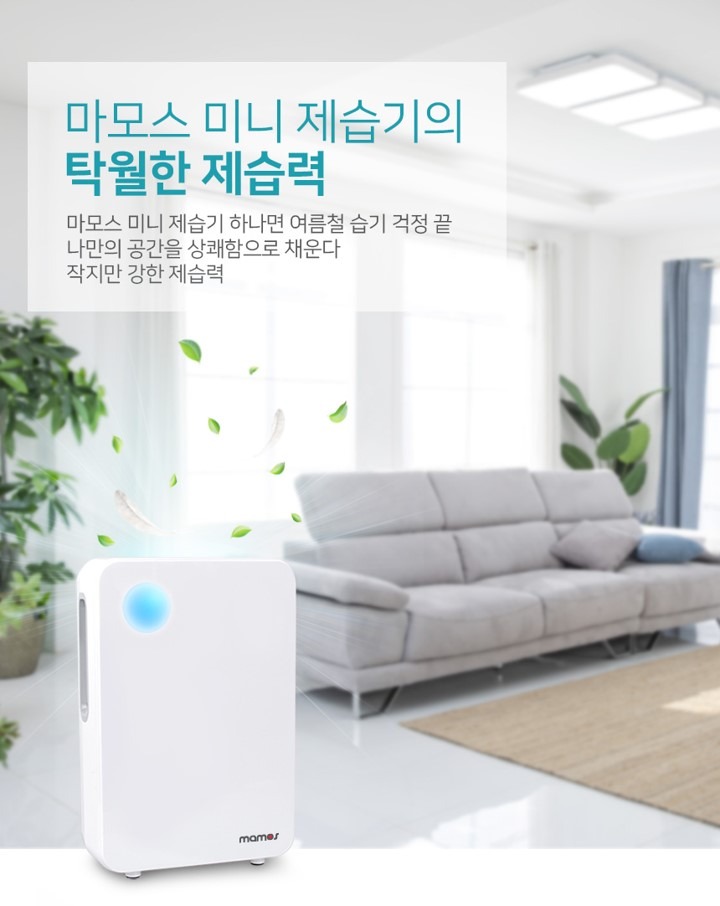 마모스 미니 제습기의
탁월한 제습력
마모스 미니 제습기 하나면 여름철 습기 걱정 끝
나만의 공간을 상쾌함으로 채운다
작지만 강한 제습력
mamos